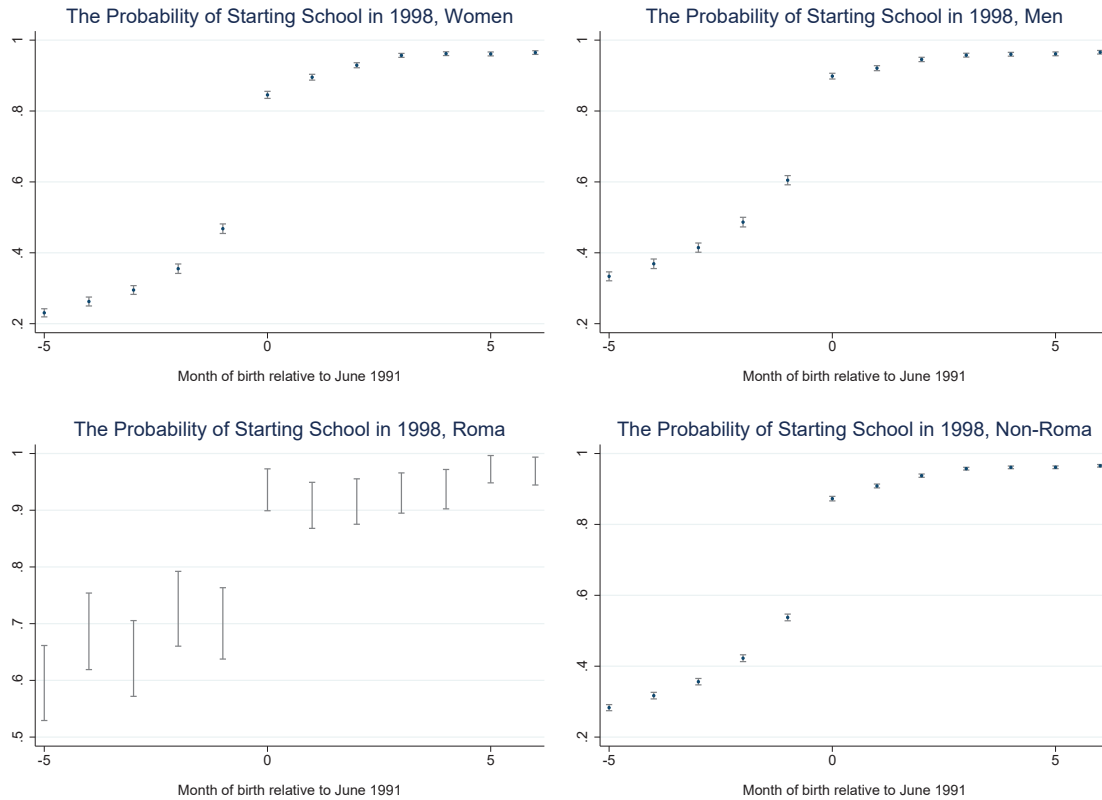 The Probability of Starting School in 1998, Women
1
.8
.6
.4
.2
-5 0 5
Month of birth relative to June 1991
The Probability of Starting School in 1998, Men
1
.8
.6
.4
.2
-5 0 5
Month of birth relative to June 1991
The Probability of Starting School in 1998, Roma
1
.9
.8
.7
.6
.5
-5 0 5
Month of birth relative to June 1991
The Probability of Starting School in 1998, Non-Roma
1
.8
.6
.4
.2
-5 0 5
Month of birth relative to June 1991